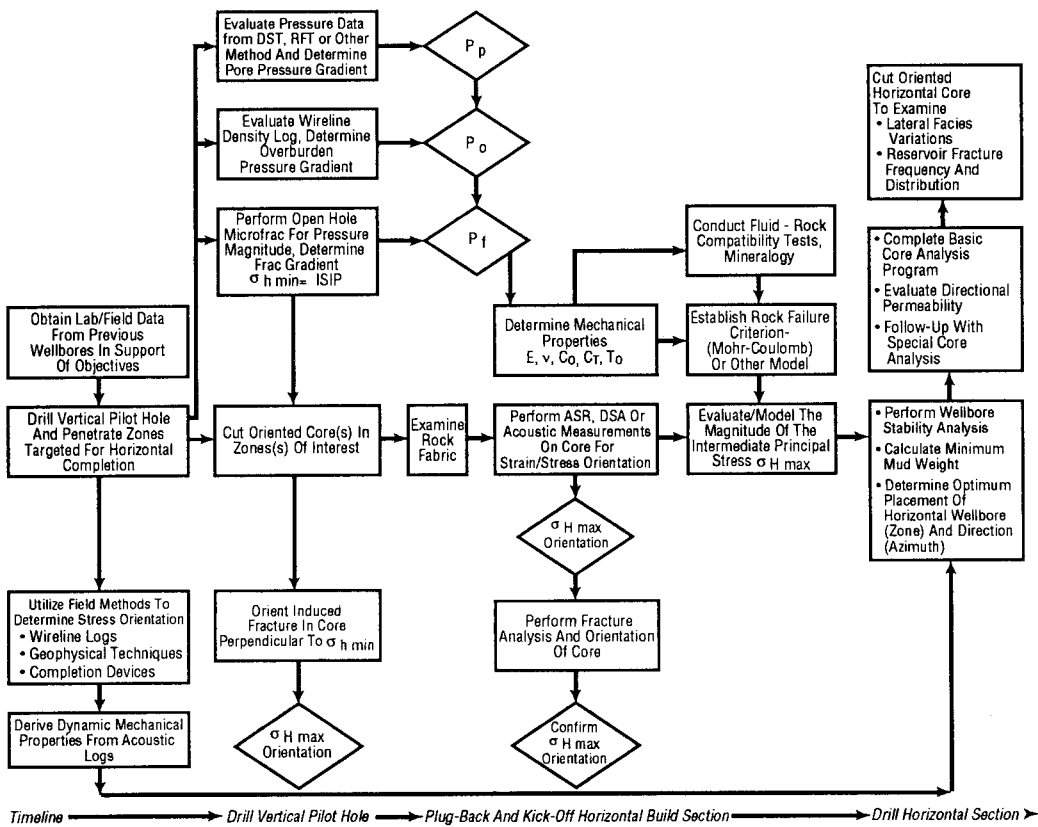 Evaluate Pressure Data
from DST, RFT or Other
Method And Determine
Pore Pressure Gradient
P p
Evaluate Wireline
Density Log, Determine
Overburden
Pressure Gradient
P o
Perform Open Hole
Microfrac For Pressure
Magnitude, Determine
Frac Gradient
σ h min= ISIP
P f
Cut Oriented
Horizontal Core
To Examine
• Lateral Facies
Variations
• Reservoir Fracture
Frequency And
Distribution
Conduct Fluid - Rock
Compatibility Tests,
Mineralogy
• Complete Basic
Core Analysis
Program
• Evaluate Directional
Permeability
• Follow-Up With
Special Core
Analysis
Obtain Lab/Field Data
From Previous
Wellbores In Support
Of Objectives
Determine Mechanical
Properties
E, ν, CO, CT, TO
Establish Rock Failure
Criterion-
(Mohr-Coulomb)
Or Other Model
Drill Vertical Pilot Hole
And Penetrate Zones
Targeted For Horizontal
Completion
Cut Oriented Core(s) In
Zones(s) Of Interest
Examine
Rock
Fabric
Perform ASR, DSA Or
Acoustic Measurements
On Core For
Strain/Stress Orientation
Evaluate/Model The
Magnitude Of The
Intermediate Principal
Stress σ H max
• Perform Wellbore
Stability Analysis
• Calculate Minimum
Mud Weight
• Determine Optimum
Placement Of
Horizontal Wellbore
(Zone) And Direction
(Azimuth)
σ H max
Orientation
Utilize Field Methods To
Determine Stress Orientation
• Wireline Logs
• Geophysical Techniques
• Completion Devices
Orient Induced
Fracture In Core
Perpendicular To σ h min
Perform Fracture
Analysis And Orientation
Of Core
Derive Dynamic Mechanical
Properties From Acoustic
Logs
σ H max
Orientation
Confirm
σ H max
Orientation
Timeline Drill Vertical Pilot Hole Plug-Back And Kick-Off Horizontal Build Section Drill Horizontal Section